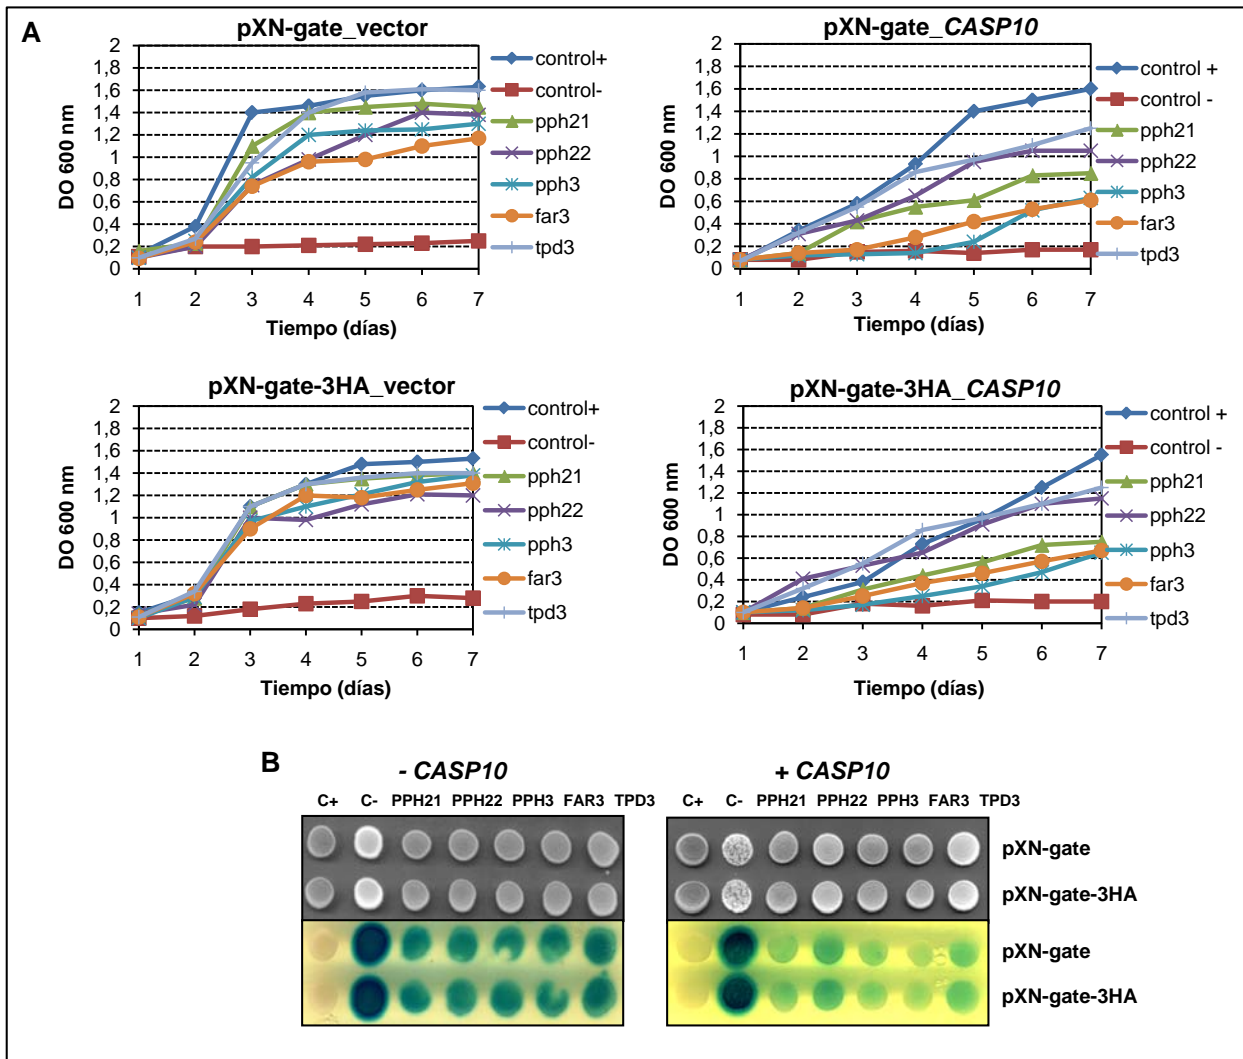 A
pXN-gate_vector
2
1,8
1,6
1,4
1,2
1
0,8
0,6
0,4
0,2
0
DO 600 nm
1 2 3 4 5 6 7
Tiempo (días)
control+
control-
pph21
pph22
pph3
far3
tpd3
pXN-gate_CASP10
2
1,8
1,6
1,4
1,2
1
0,8
0,6
0,4
0,2
0
DO 600 nm
1 2 3 4 5 6 7
Tiempo (días)
control +
control -
pph21
pph22
pph3
far3
tpd3
pXN-gate-3HA_vector
2
1,8
1,6
1,4
1,2
1
0,8
0,6
0,4
0,2
0
DO 600 nm
1 2 3 4 5 6 7
Tiempo (días)
control+
control-
pph21
pph22
pph3
far3
tpd3
pXN-gate-3HA_CASP10
2
1,8
1,6
1,4
1,2
1
0,8
0,6
0,4
0,2
0
DO 600 nm
1 2 3 4 5 6 7
Tiempo (días)
control +
control -
pph21
pph22
pph3
far3
tpd3
B
- CASP10
C+ C- PPH21 PPH22 PPH3 FAR3 TPD3
+ CASP10
C+ C- PPH21 PPH22 PPH3 FAR3 TPD3
pXN-gate
pXN-gate-3HA
pXN-gate
pXN-gate-3HA